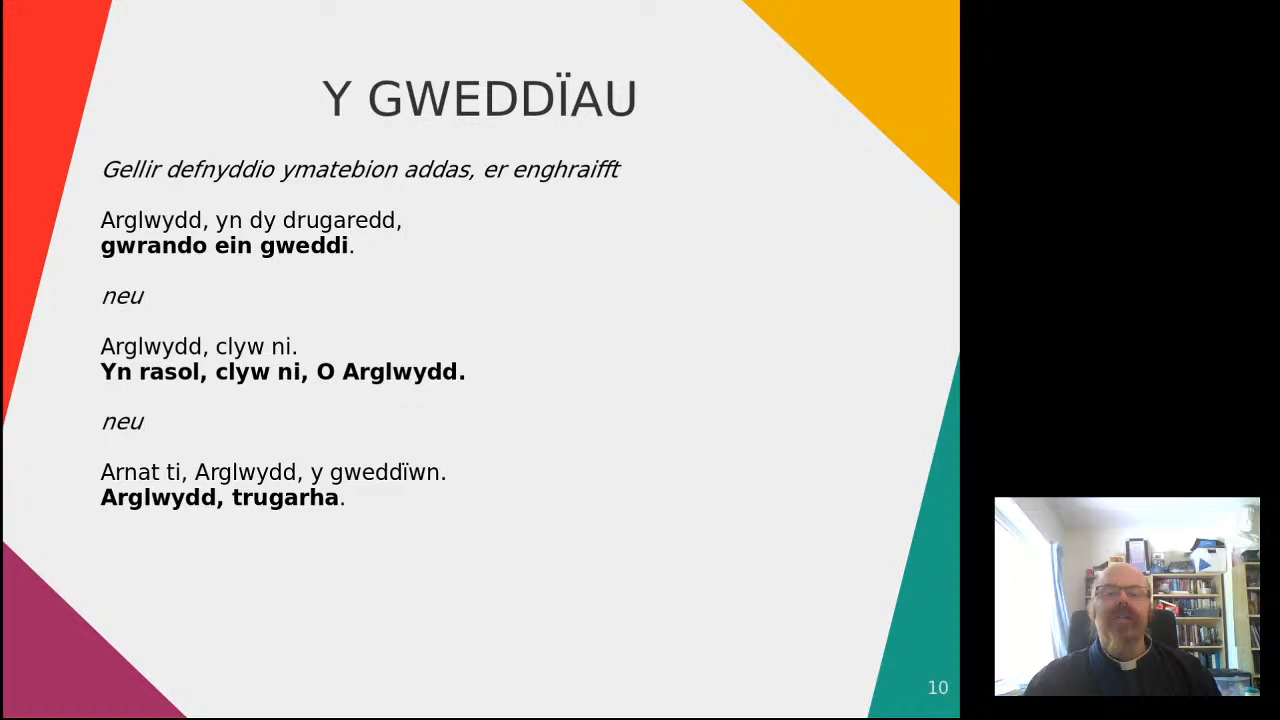 Y GWEDDÏAU
Gellir defnyddio ymatebion addas, er enghraifft
Arglwydd, yn dy drugaredd,
gwrando ein gweddi.
neu
Arglwydd, clyw ni.
Yn rasol, clyw ni, O Arglwydd.
neu
Arnat ti, Arglwydd, y gweddïwn.
Arglwydd, trugarha.
10